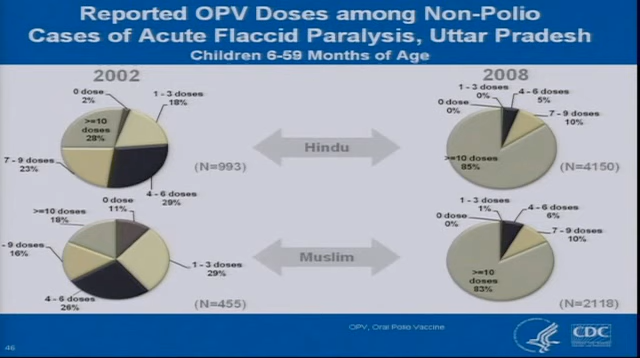 Reported OPV Doses among Non-Polio
Cases of Acute Flaccid Paralysis, Uttar Pradesh
Children 6-59 Months of Age
2002
2008
0 dose
2%
1 - 3 doses
18%
>=10
doses
28%
7 - 9 doses
23%
4 - 6 doses
29%
(N=993)
Hindu
1 - 3 doses
0%
0 dose
0%
4 - 6 doses
5%
7 - 9 doses
10%
>=10 doses
85%
(N=4150)
0 dose
11%
>=10 doses
18%
- 9 doses
16%
1 - 3 doses
29%
4 - 6 doses
26%
(N=455)
Muslim
1 - 3 doses
1%
0 dose
0%
4 - 6 doses
6%
7 - 9 doses
10%
>=10
doses
83%
(N=2118)
OPV, Oral Polio Vaccine
46
CDC